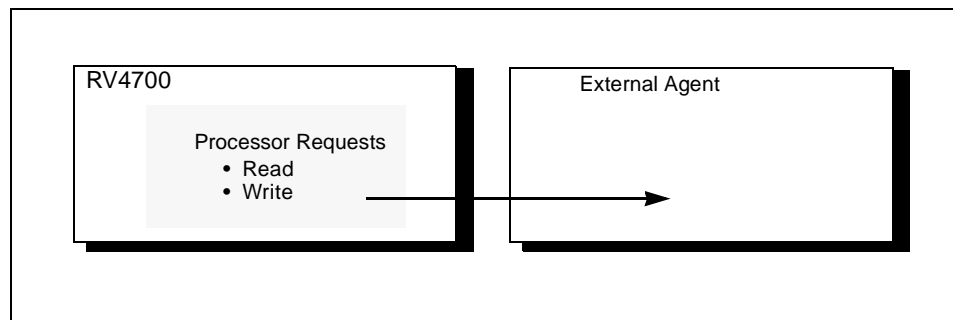 RV4700
External Agent
Processor Requests
• Read
• Write